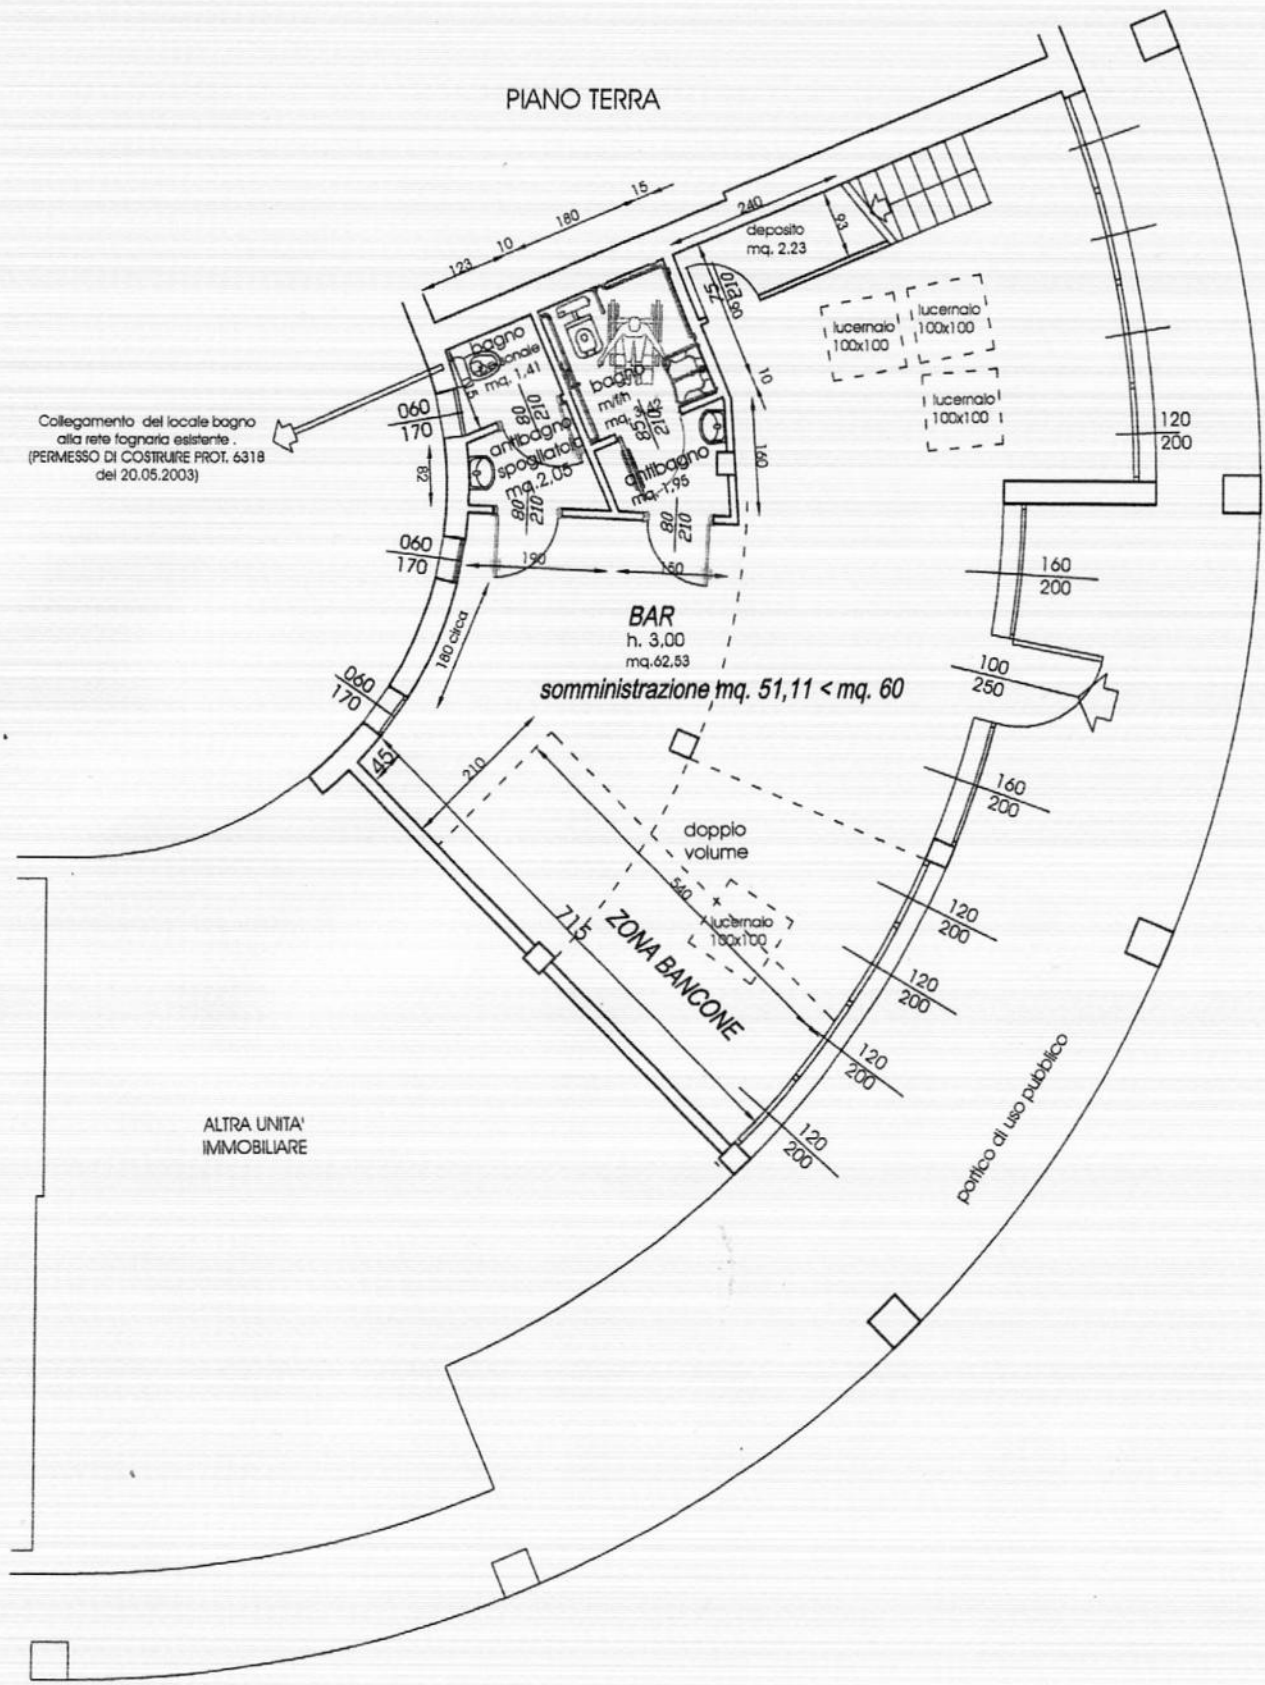 PIANO TERRA
15
180
10
123
240
deposito
mq. 2.23
93
210
75
90
10
160
lucernaio
100x100
lucernaio
100x100
lucernaio
100x100
120
200
bagno
mq. 1,41
80
210
bagno
m/f/h
85
210
antibagno
spogliatoio
mq.2,05
antibagno
mq. 1,95
80
210
80
210
Collegamento del locale bagno
alla rete fognaria esistente .
(PERMESSO DI COSTRUIRE PROT. 6318
del 20.05.2003)
060
170
82
060
170
190
150
180 circa
160
200
BAR
h. 3,00
mq.62,53
somministrazione mq. 51,11 < mq. 60
100
250
060
170
45
210
160
200
doppio
volume
540
x
lucernaio
100x100
715
ZONA BANCONE
120
200
120
200
120
200
120
200
portico di uso pubblico
ALTRA UNITA'
IMMOBILIARE